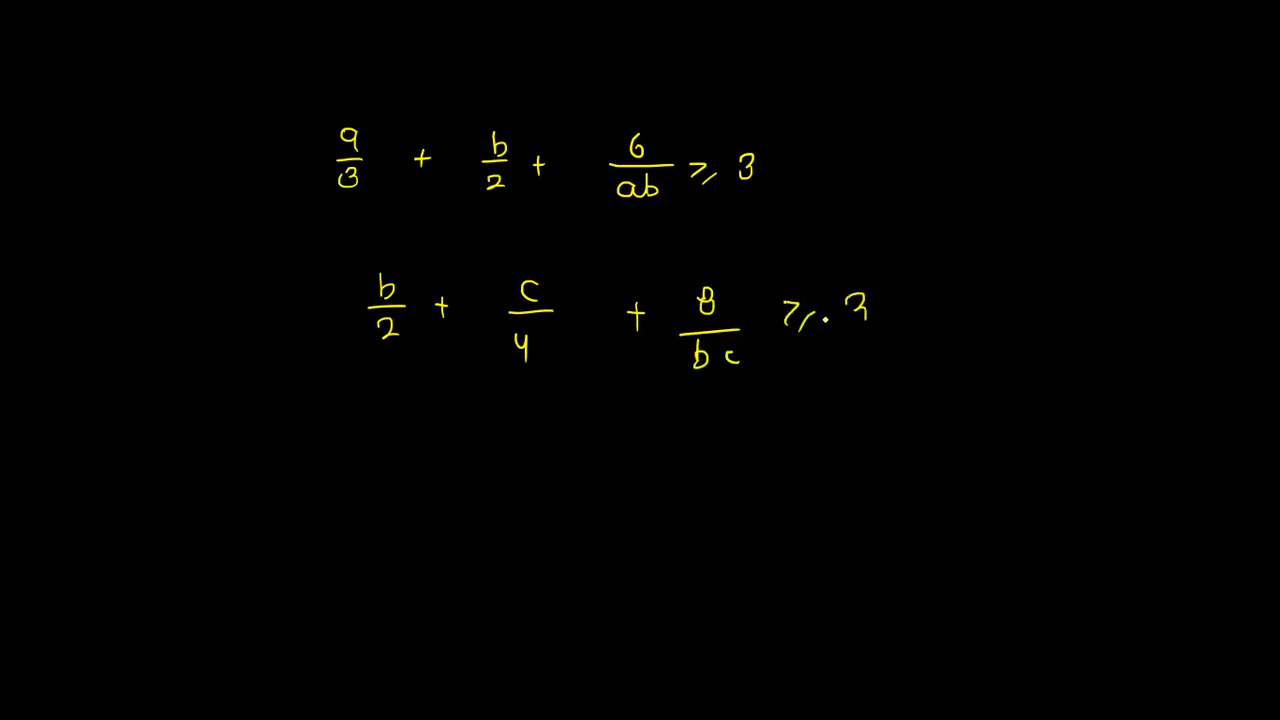 a/3 + b/2 + 6/ab ≥ 3
b/2 + c/4 + 8/bc ≥ . 3